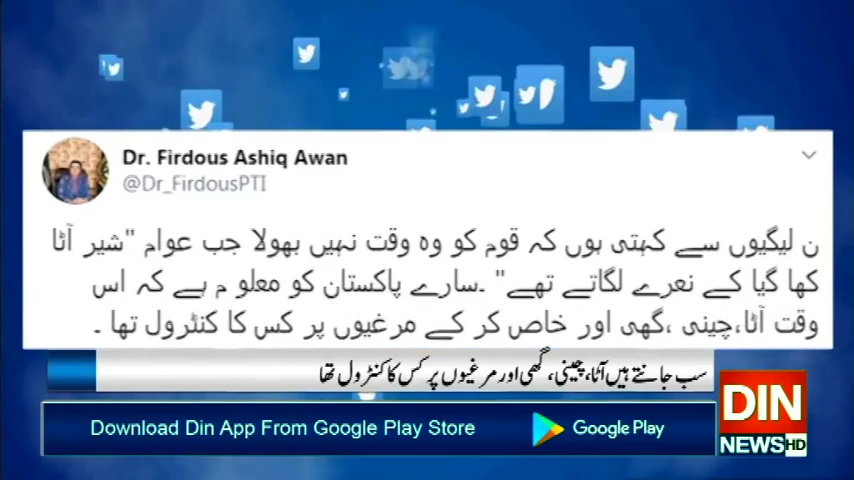 Dr. Firdous Ashiq Awan
@Dr_FirdousPTI
ن لیگیوں سے کہتی ہوں کہ قوم کو وہ وقت نہیں بھولا جب عوام "شیر آٹا
کھا گیا کے نعرے لگاتے تھے" ۔سارے پاکستان کو معلو م ہے کہ اس
وقت آٹا،چینی ،گھی اور خاص کر کے مرغیوں پر کس کا کنٹرول تھا ۔
سب جانتے ہیں آٹا، چینی، گھی اور مرغیوں پر کس کا کنٹرول تھا
Download Din App From Google Play Store
Google Play
DIN
NEWS HD